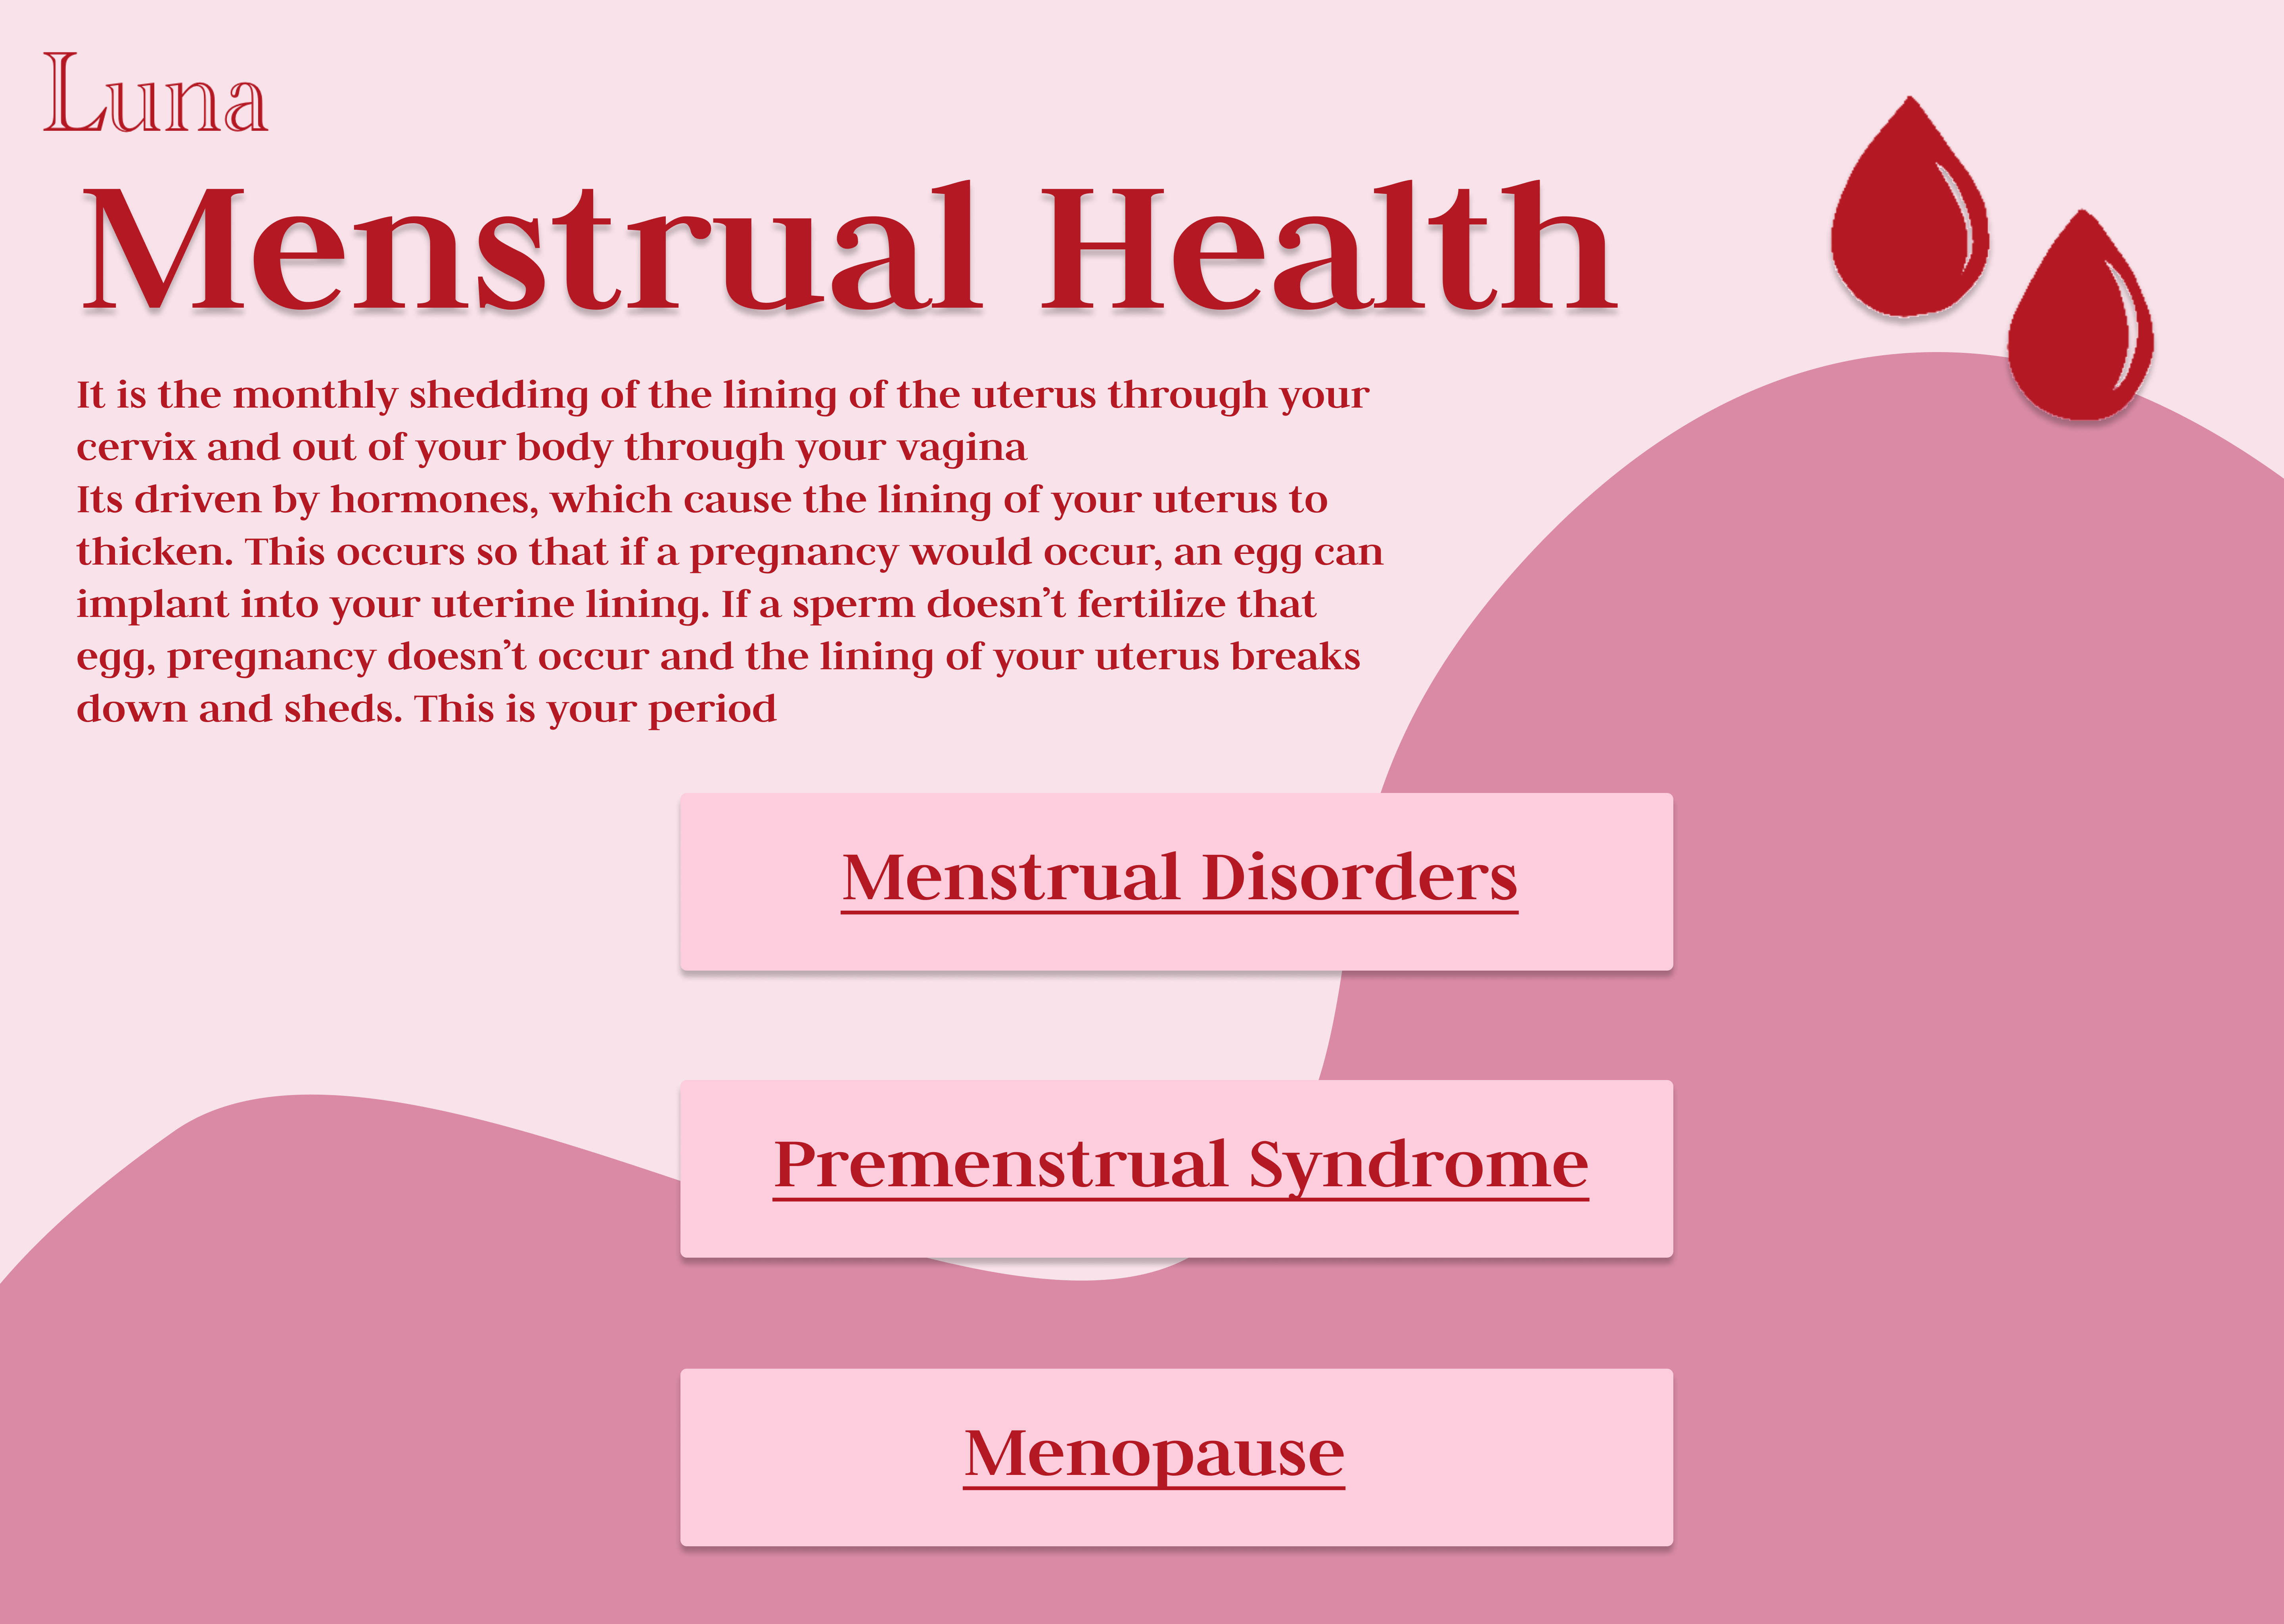 Luna
Menstrual Health
It is the monthly shedding of the lining of the uterus through your
cervix and out of your body through your vagina
Its driven by hormones, which cause the lining of your uterus to
thicken. This occurs so that if a pregnancy would occur, an egg can
implant into your uterine lining. If a sperm doesn’t fertilize that
egg, pregnancy doesn’t occur and the lining of your uterus breaks
down and sheds. This is your period
Menstrual Disorders
Premenstrual Syndrome
Menopause